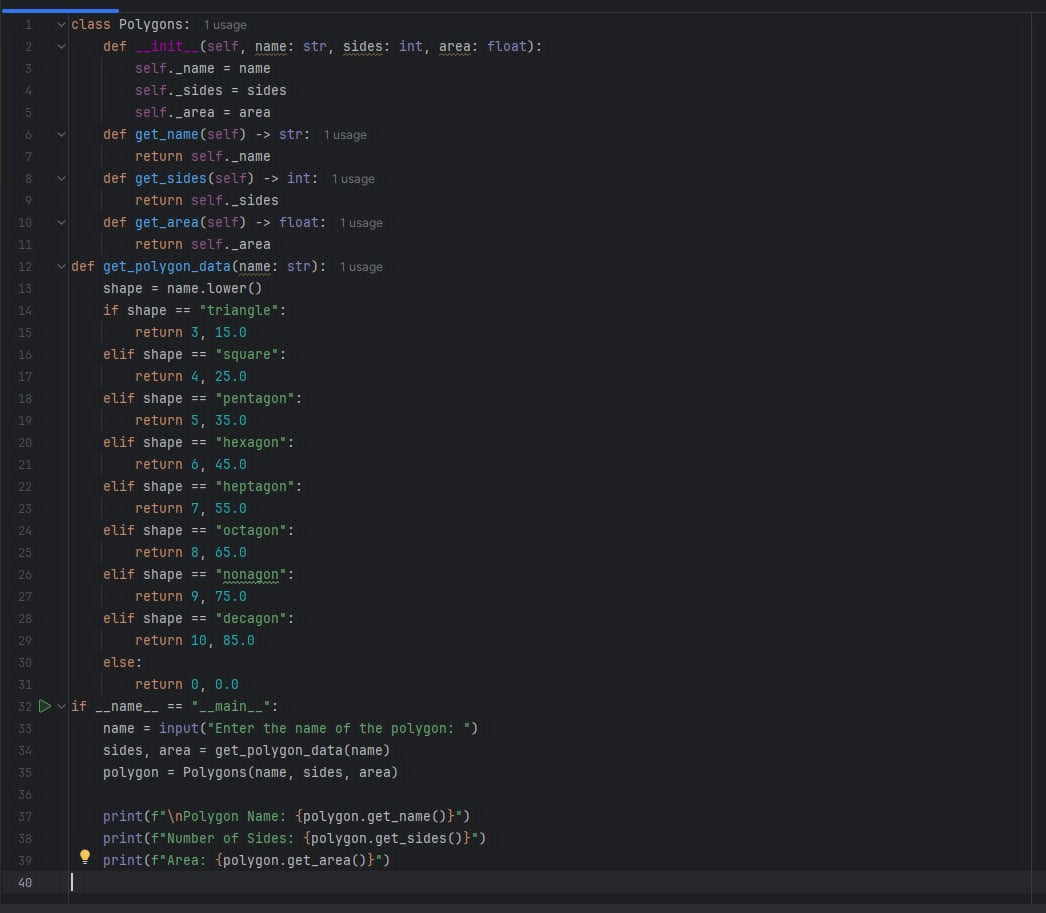 1 class Polygons: 1 usage
2 def __init__(self, name: str, sides: int, area: float):
3 self._name = name
4 self._sides = sides
5 self._area = area
6 def get_name(self) -> str: 1 usage
7 return self._name
8 def get_sides(self) -> int: 1 usage
9 return self._sides
10 def get_area(self) -> float: 1 usage
11 return self._area
12 def get_polygon_data(name: str): 1 usage
13 shape = name.lower()
14 if shape == "triangle":
15 return 3, 15.0
16 elif shape == "square":
17 return 4, 25.0
18 elif shape == "pentagon":
19 return 5, 35.0
20 elif shape == "hexagon":
21 return 6, 45.0
22 elif shape == "heptagon":
23 return 7, 55.0
24 elif shape == "octagon":
25 return 8, 65.0
26 elif shape == "nonagon":
27 return 9, 75.0
28 elif shape == "decagon":
29 return 10, 85.0
30 else:
31 return 0, 0.0
32 if __name__ == "__main__":
33 name = input("Enter the name of the polygon: ")
34 sides, area = get_polygon_data(name)
35 polygon = Polygons(name, sides, area)
36
37 print(f"\nPolygon Name: {polygon.get_name()}")
38 print(f"Number of Sides: {polygon.get_sides()}")
39 print(f"Area: {polygon.get_area()}")
40